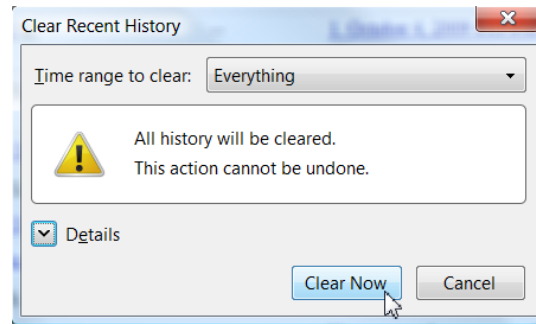 Clear Recent History
Time range to clear: Everything
All history will be cleared.
This action cannot be undone.
Details
Clear Now Cancel